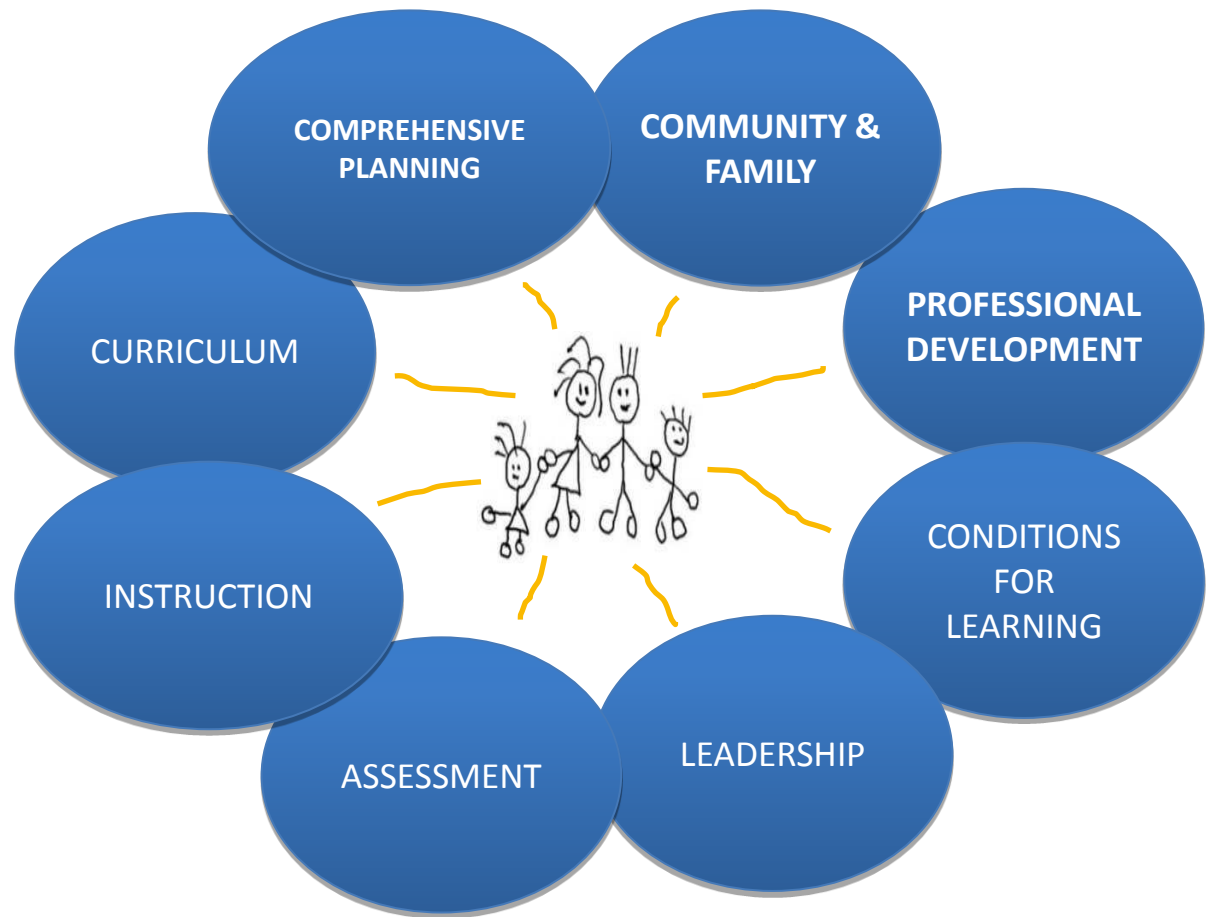 COMPREHENSIVE
PLANNING
COMMUNITY &
FAMILY
PROFESSIONAL
DEVELOPMENT
CONDITIONS
FOR
LEARNING
LEADERSHIP
ASSESSMENT
INSTRUCTION
CURRICULUM